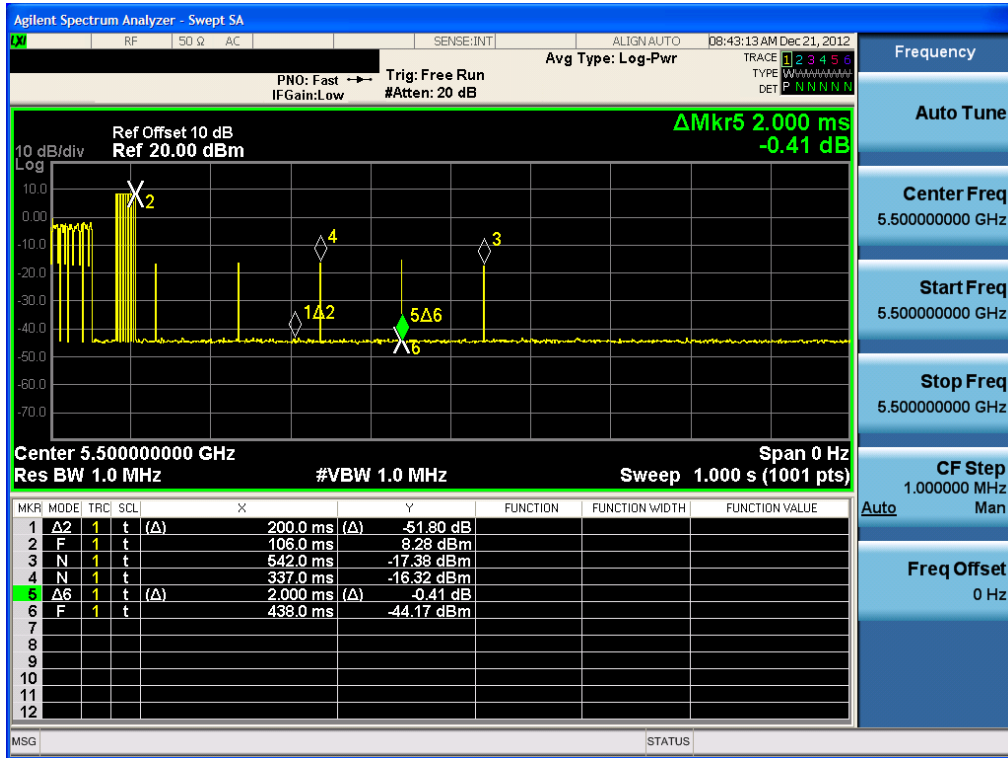 Agilent Spectrum Analyzer - Swept SA
LXI RF 50 Ω AC SENSE:INT ALIGNAUTO 08:43:13 AM Dec 21, 2012
Avg Type: Log-Pwr
TRACE 1 2 3 4 5 6
TYPE
DET P N N N N N
PNO: Fast
IFGain:Low
Trig: Free Run
#Atten: 20 dB
ΔMkr5 2.000 ms
-0.41 dB
Ref Offset 10 dB
10 dB/div Ref 20.00 dBm
Log
10.0
0.00
-10.0
-20.0
-30.0
-40.0
-50.0
-60.0
-70.0
2
4
3
1Δ2
5Δ6
6
Center 5.500000000 GHz Span 0 Hz
Res BW 1.0 MHz #VBW 1.0 MHz Sweep 1.000 s (1001 pts)
MKR MODE TRC SCL X Y FUNCTION FUNCTION WIDTH FUNCTION VALUE
1 Δ2 1 t (Δ) 200.0 ms (Δ) -51.80 dB
2 F 1 t 106.0 ms 8.28 dBm
3 N 1 t 542.0 ms -17.38 dBm
4 N 1 t 337.0 ms -16.32 dBm
5 Δ6 1 t (Δ) 2.000 ms (Δ) -0.41 dB
6 F 1 t 438.0 ms -44.17 dBm
7
8
9
10
11
12
MSG STATUS
Frequency
Auto Tune
Center Freq
5.500000000 GHz
Start Freq
5.500000000 GHz
Stop Freq
5.500000000 GHz
CF Step
1.000000 MHz
Auto Man
Freq Offset
0 Hz